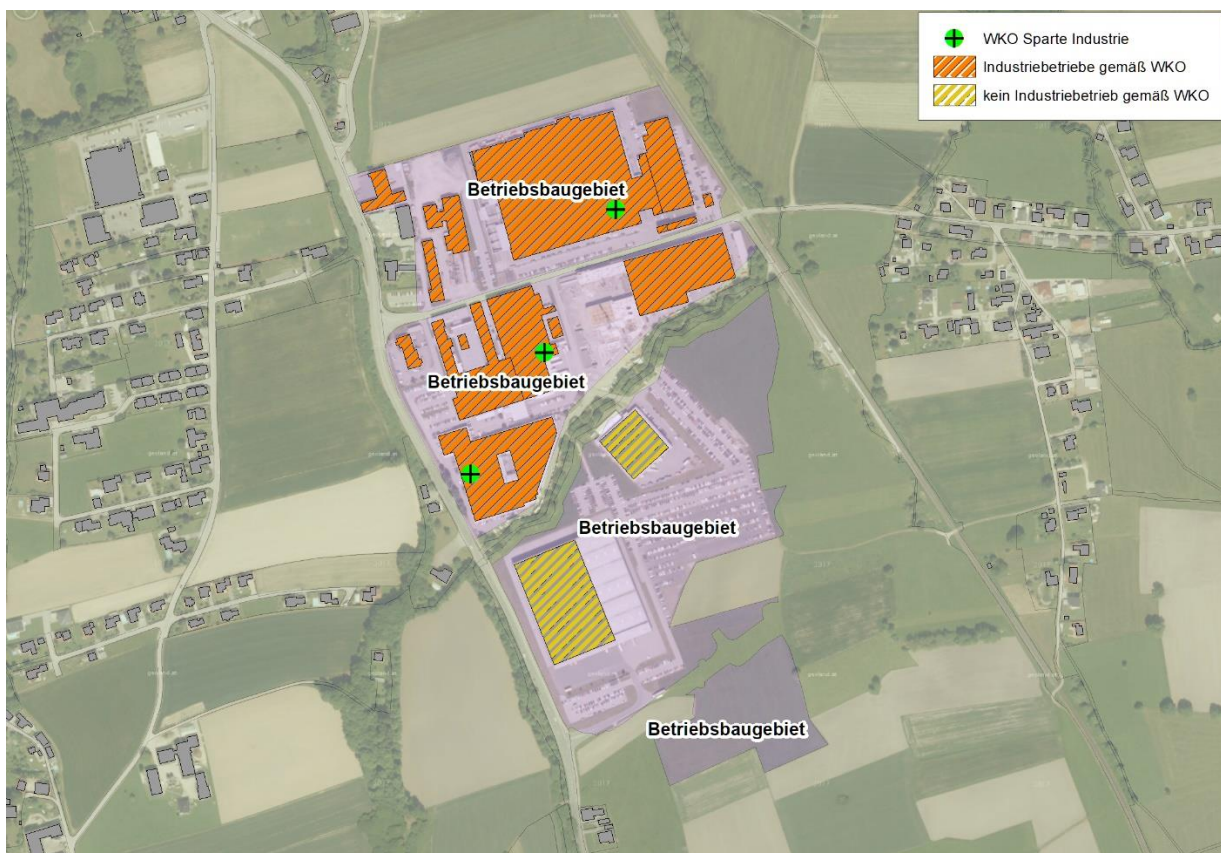 WKO Sparte Industrie
Industriebetriebe gemäß WKO
kein Industriebetrieb gemäß WKO
Betriebsbaugebiet
Betriebsbaugebiet
Betriebsbaugebiet
Betriebsbaugebiet